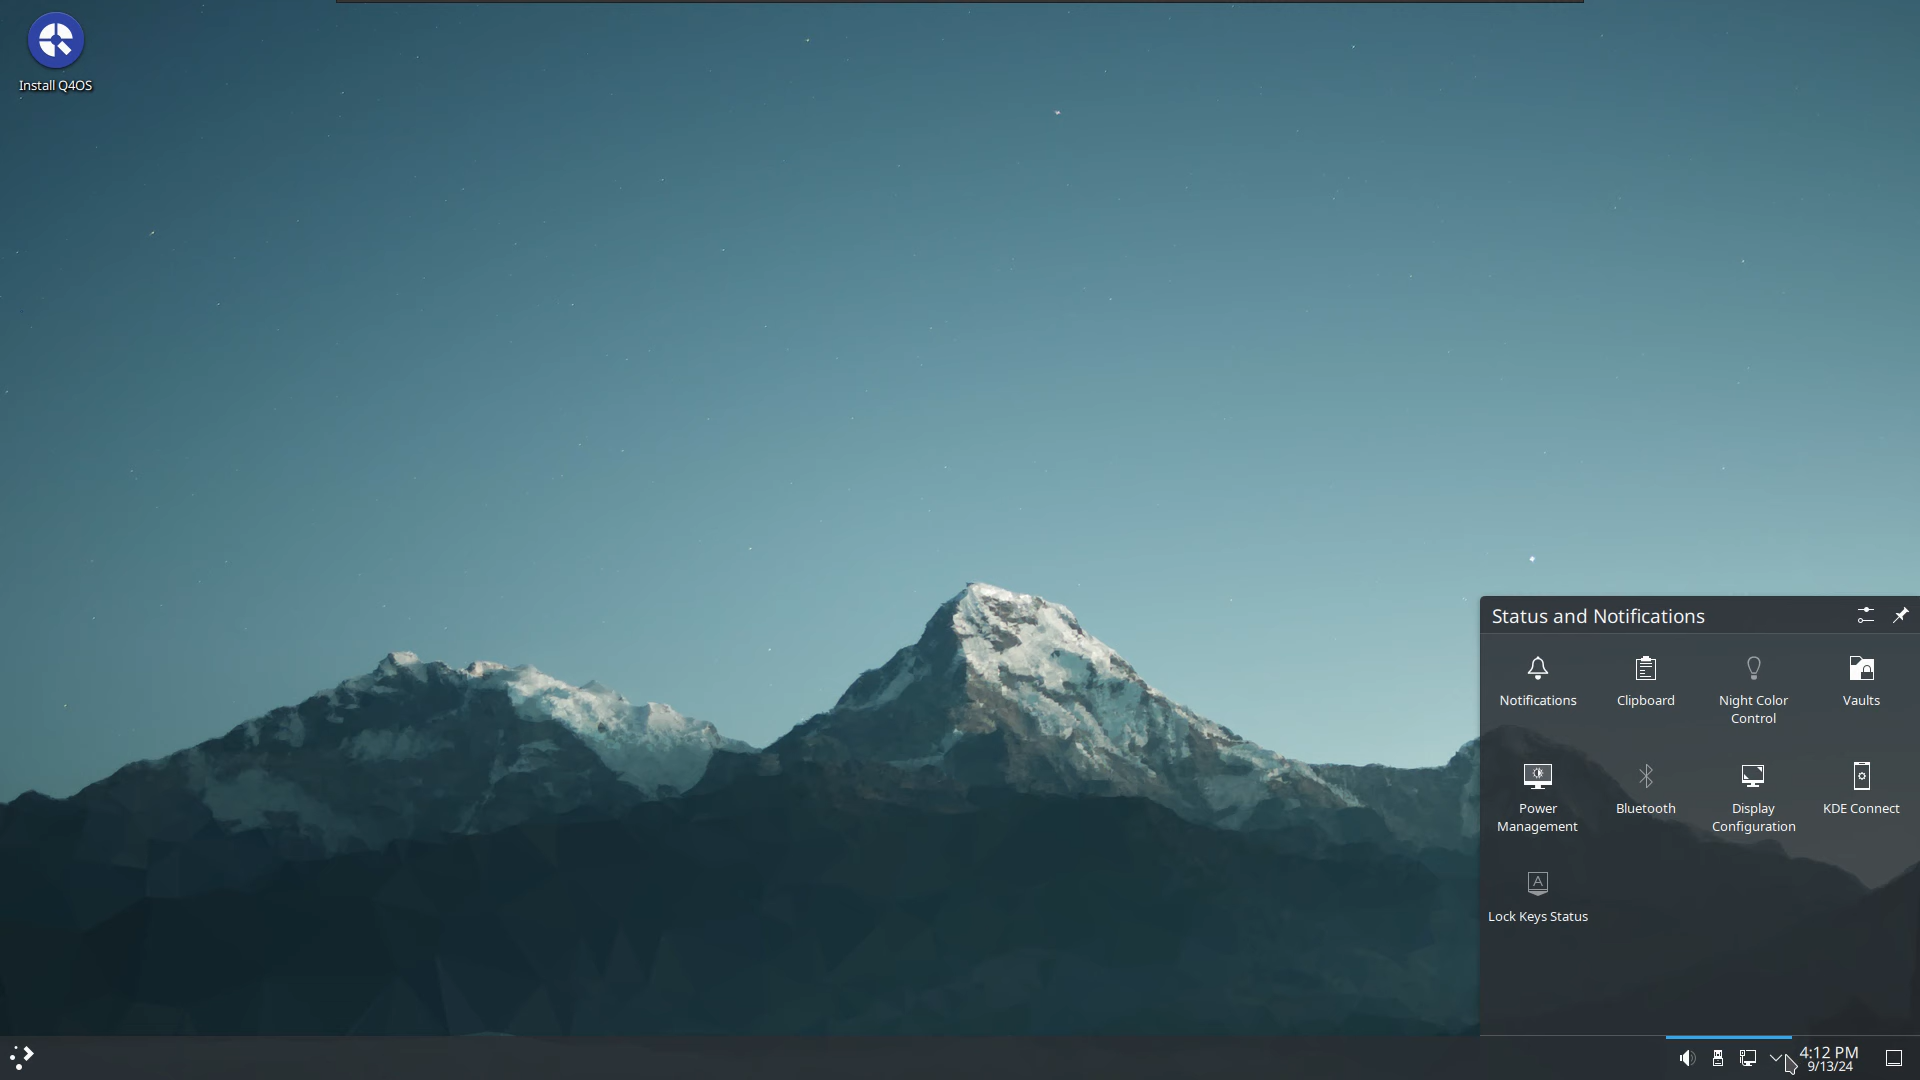 Install Q4OS
Status and Notifications
Notifications
Clipboard
Night Color
Control
Vaults
Power
Management
Bluetooth
Display
Configuration
KDE Connect
A
Lock Keys Status
4:12 PM
9/13/24